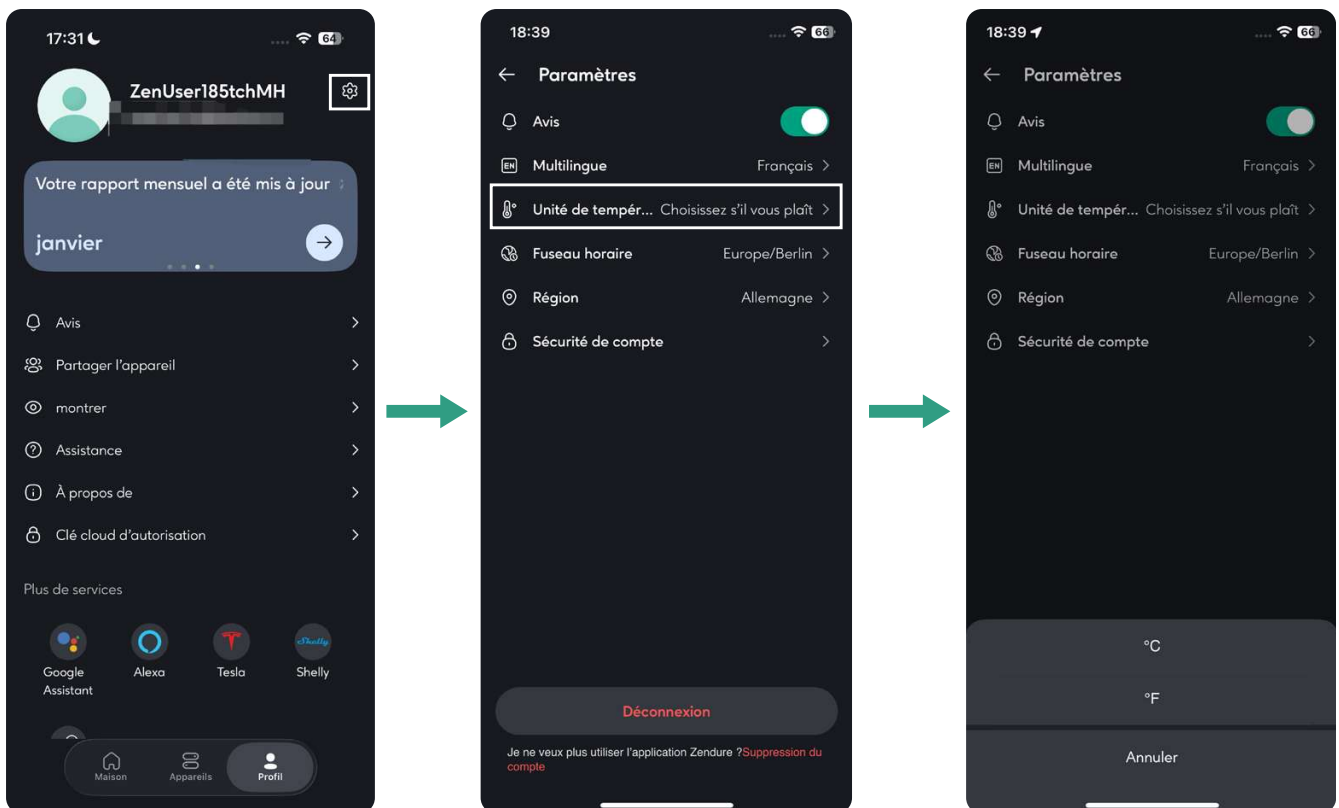 17:31
64
ZenUser185tchMH
Votre rapport mensuel a été mis à jour
janvier
Avis
Partager l'appareil
montrer
Assistance
À propos de
Clé cloud d'autorisation
Plus de services
Google
Assistant
Alexa
Tesla
Shelly
Shelly
Maison
Appareils
Profil
18:39
66
Paramètres
Avis
EN Multilingue Français
Unité de tempér... Choisissez s'il vous plaît
Fuseau horaire Europe/Berlin
Région Allemagne
Sécurité de compte
Déconnexion
Je ne veux plus utiliser l'application Zendure ?Suppression du
compte
18:39
66
Paramètres
Avis
EN Multilingue Français
Unité de tempér... Choisissez s'il vous plaît
Fuseau horaire Europe/Berlin
Région Allemagne
Sécurité de compte
°C
°F
Annuler